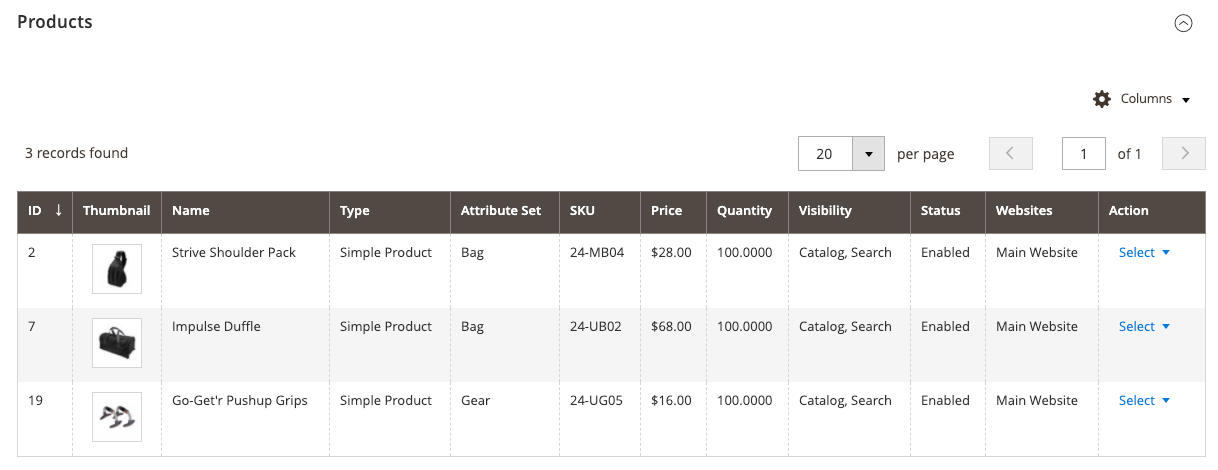 Products
Columns
3 records found
20 per page 1 of 1
ID ↓ Thumbnail Name Type Attribute Set SKU Price Quantity Visibility Status Websites Action
2 Strive Shoulder Pack Simple Product Bag 24-MB04 $28.00 100.0000 Catalog, Search Enabled Main Website Select
7 Impulse Duffle Simple Product Bag 24-UB02 $68.00 100.0000 Catalog, Search Enabled Main Website Select
19 Go-Get'r Pushup Grips Simple Product Gear 24-UG05 $16.00 100.0000 Catalog, Search Enabled Main Website Select